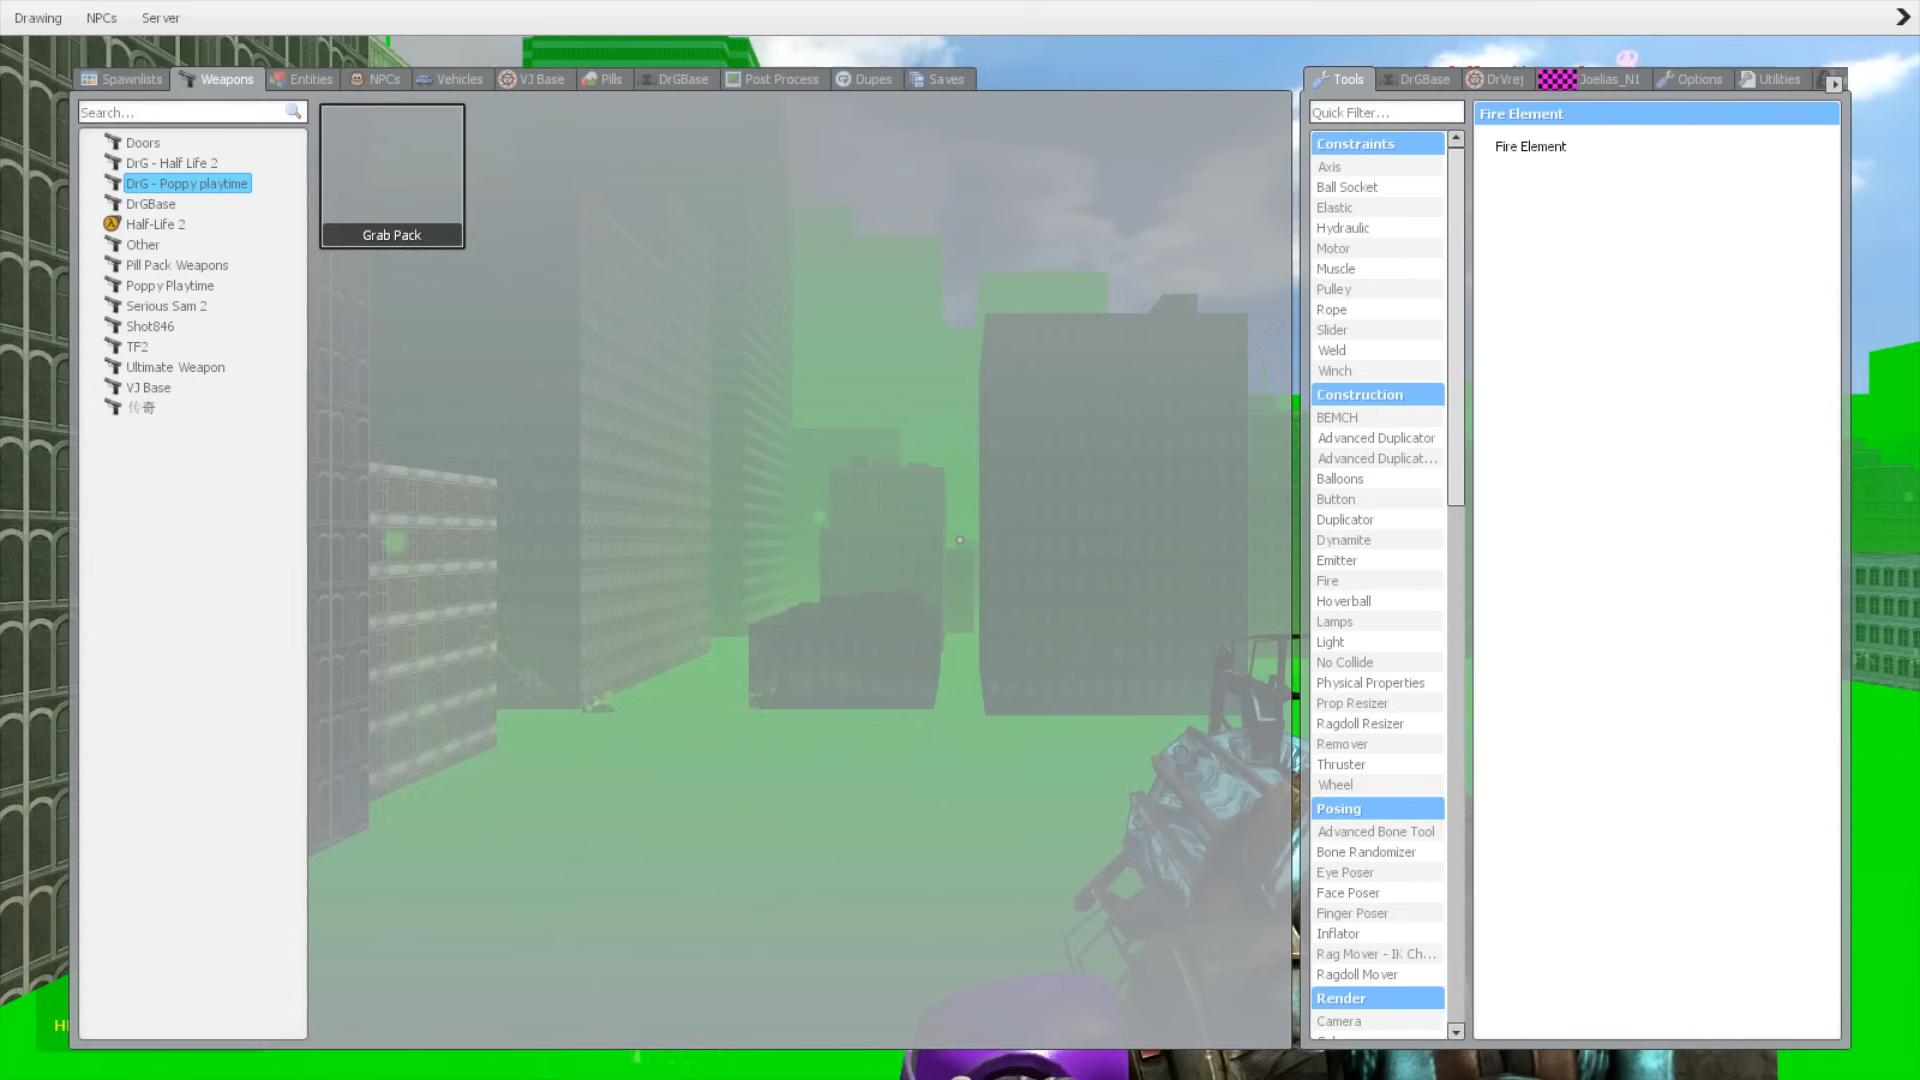 Drawing NPCs Server
Spawnlists Weapons Entities NPCs Vehicles VJ Base Pills DrGBase Post Process Dupes Saves
Search...
Doors
DrG - Half Life 2
DrG - Poppy playtime
DrGBase
Half-Life 2
Other
Pill Pack Weapons
Poppy Playtime
Serious Sam 2
Shot846
TF2
Ultimate Weapon
VJ Base
传奇
Grab Pack
Tools DrGBase DrVrej Joelias_N1 Options Utilities
Quick Filter...
Constraints
Axis
Ball Socket
Elastic
Hydraulic
Motor
Muscle
Pulley
Rope
Slider
Weld
Winch
Construction
BEMCH
Advanced Duplicator
Advanced Duplicat...
Balloons
Button
Duplicator
Dynamite
Emitter
Fire
Hoverball
Lamps
Light
No Collide
Physical Properties
Prop Resizer
Ragdoll Resizer
Remover
Thruster
Wheel
Posing
Advanced Bone Tool
Bone Randomizer
Eye Poser
Face Poser
Finger Poser
Inflator
Rag Mover - IK Ch...
Ragdoll Mover
Render
Camera
Fire Element
Fire Element